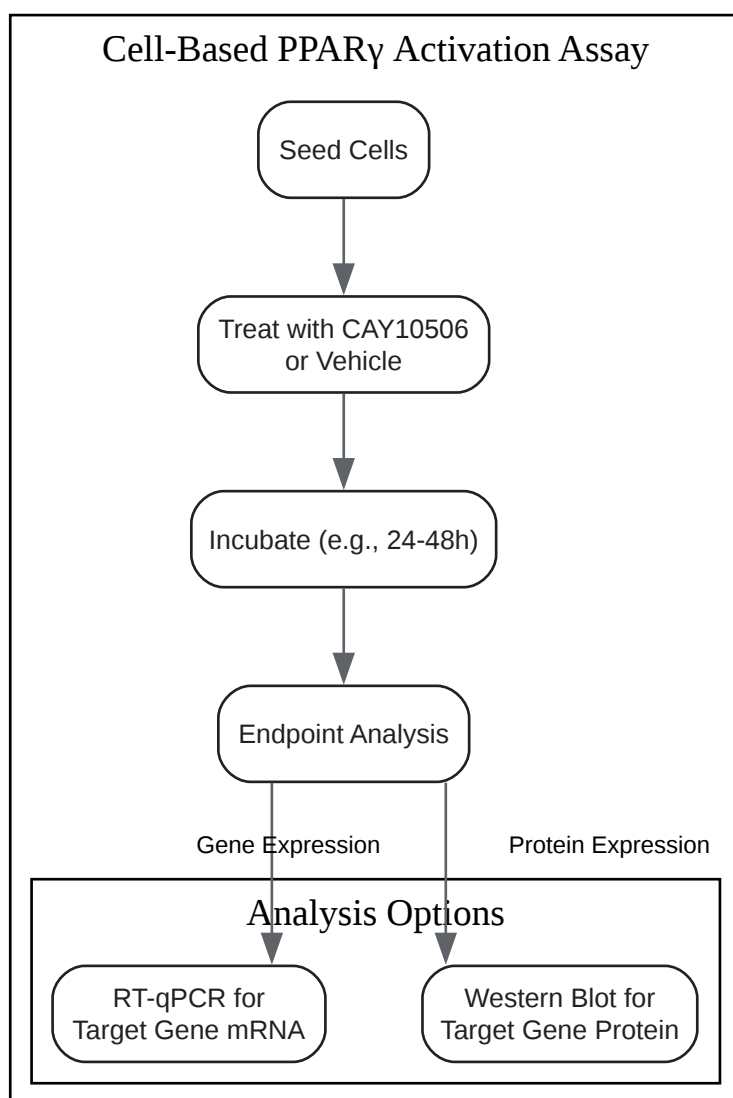 Cell-Based PPARγ Activation Assay
Seed Cells
Treat with CAY10506
or Vehicle
Incubate (e.g., 24-48h)
Endpoint Analysis
Gene Expression
Protein Expression
Analysis Options
RT-qPCR for
Target Gene mRNA
Western Blot for
Target Gene Protein